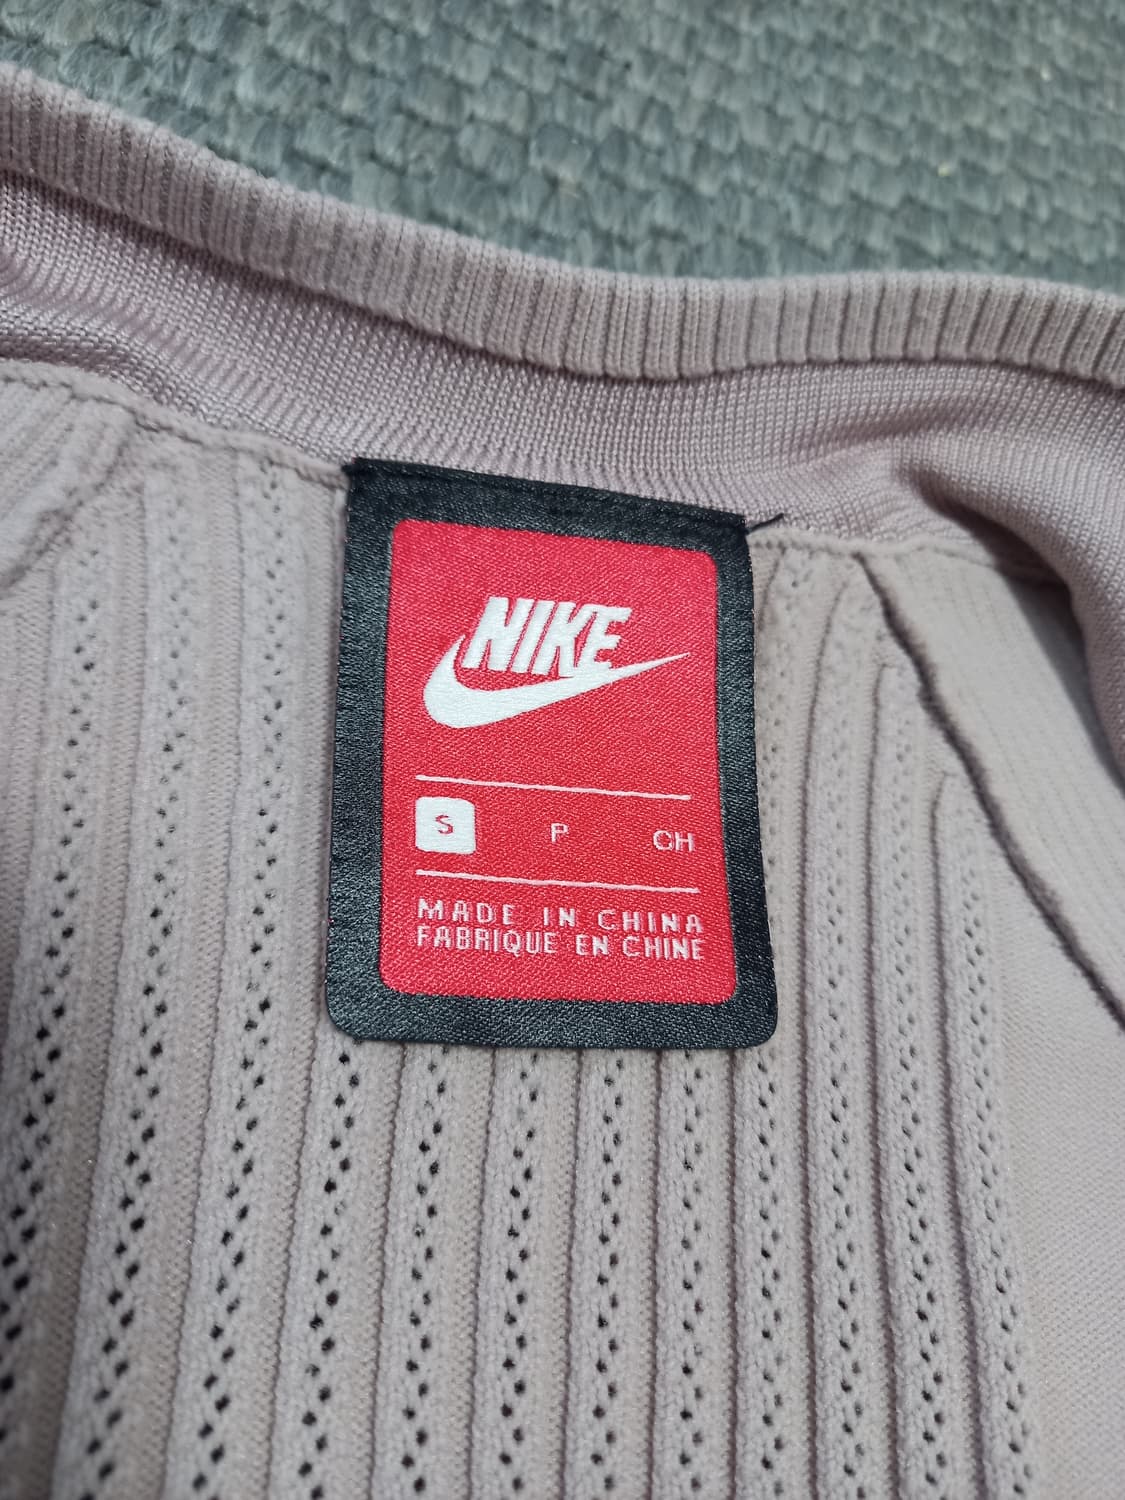 NIKE
S P CH
MADE IN CHINA
FABRIQUE EN CHINE